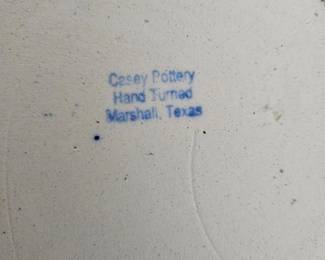 Casey Pottery
Hand Turned
Marshall, Texas